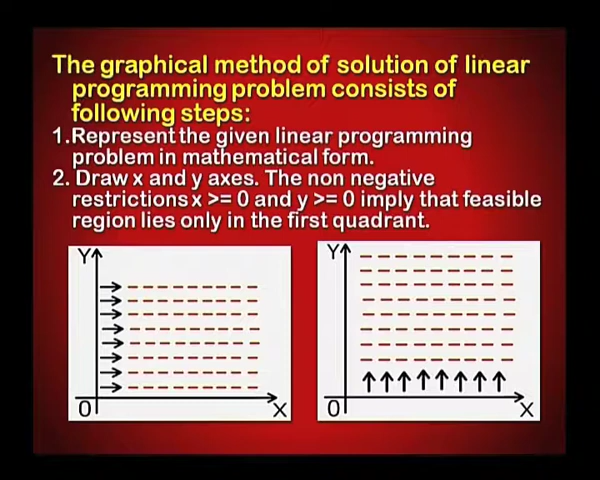 The graphical method of solution of linear
programming problem consists of
following steps:
1.Represent the given linear programming
problem in mathematical form.
2. Draw x and y axes. The non negative
restrictions x >= 0 and y >= 0 imply that feasible
region lies only in the first quadrant.
Y
O
X
Y
O
X